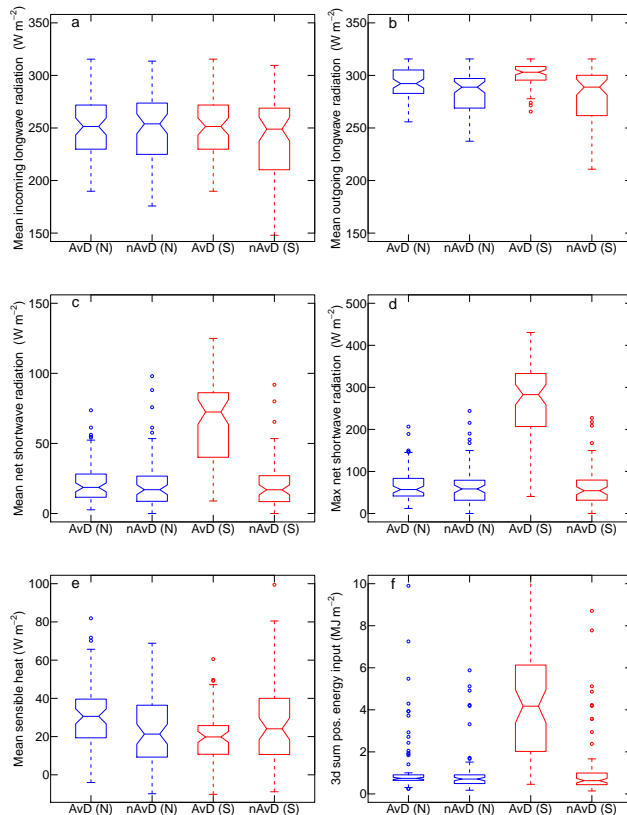 a
Mean incoming longwave radiation (W m−2)
350
300
250
200
150
AvD (N) nAvD (N) AvD (S) nAvD (S)
b
Mean outgoing longwave radiation (W m−2)
350
300
250
200
150
AvD (N) nAvD (N) AvD (S) nAvD (S)
c
Mean net shortwave radiation (W m−2)
150
100
50
0
AvD (N) nAvD (N) AvD (S) nAvD (S)
d
Max net shortwave radiation (W m−2)
500
400
300
200
100
0
AvD (N) nAvD (N) AvD (S) nAvD (S)
e
Mean sensible heat (W m−2)
100
80
60
40
20
0
AvD (N) nAvD (N) AvD (S) nAvD (S)
f
3d sum pos. energy input (MJ m−2)
10
8
6
4
2
0
AvD (N) nAvD (N) AvD (S) nAvD (S)